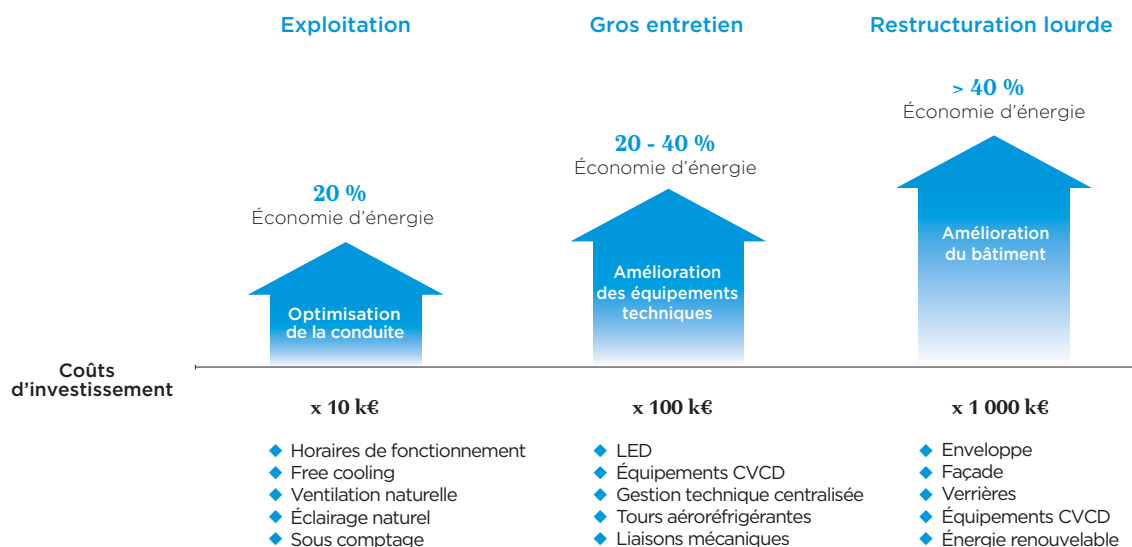 Exploitation
Gros entretien
Restructuration lourde
> 40 %
Économie d'énergie
20 - 40 %
Économie d'énergie
20 %
Économie d'énergie
Amélioration
du bâtiment
Amélioration
des équipements
techniques
Optimisation
de la conduite
Coûts
d'investissement
x 10 k€
x 100 k€
x 1 000 k€
Horaires de fonctionnement
Free cooling
Ventilation naturelle
Éclairage naturel
Sous comptage
LED
Équipements CVCD
Gestion technique centralisée
Tours aéroréfrigérantes
Liaisons mécaniques
Enveloppe
Façade
Verrières
Équipements CVCD
Énergie renouvelable